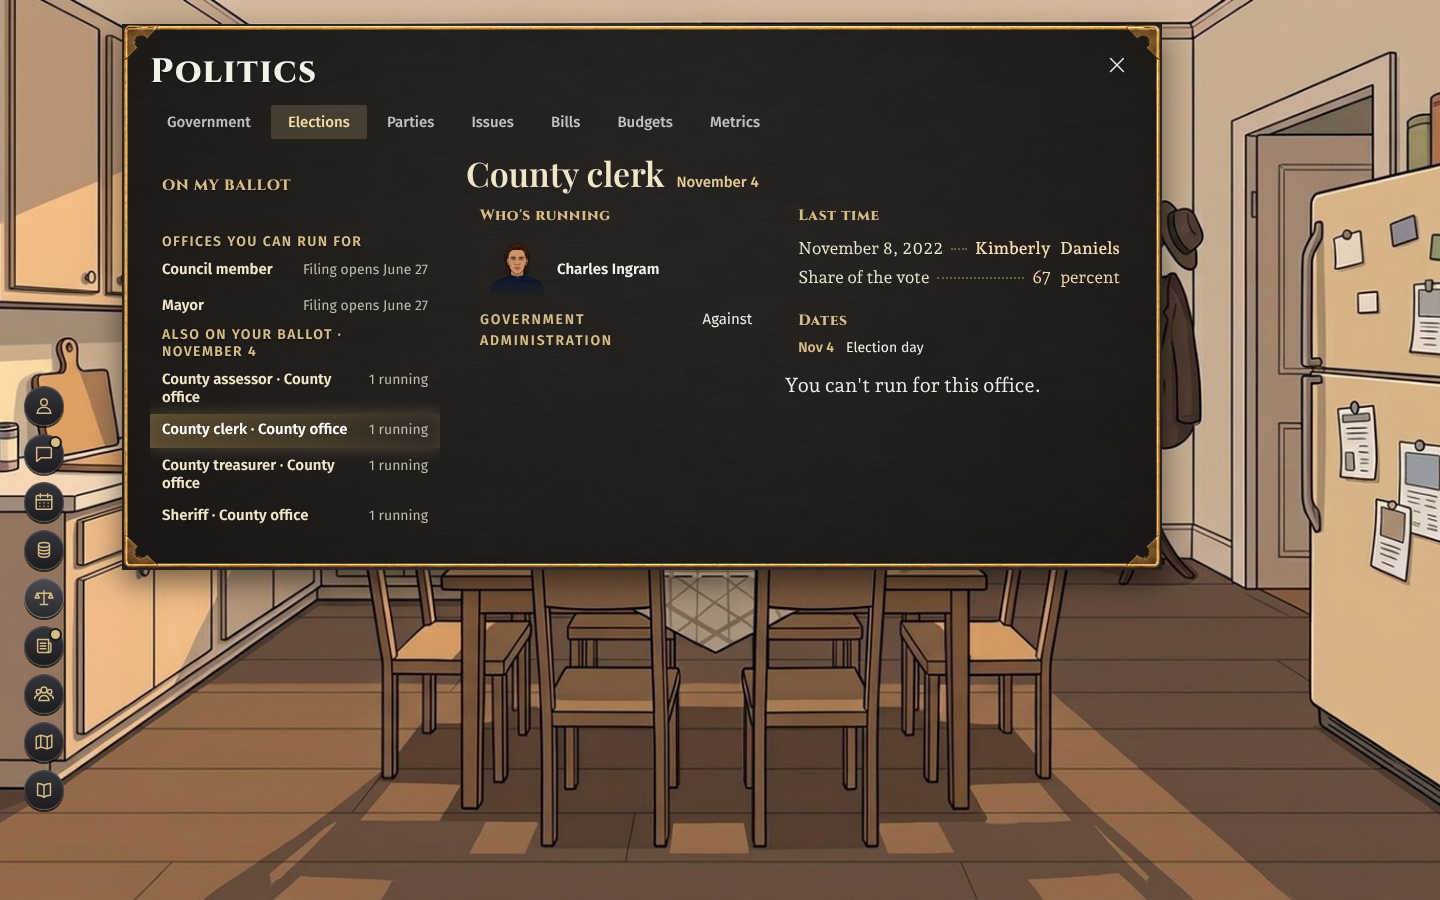 Politics
Government Elections Parties Issues Bills Budgets Metrics
On my ballot
OFFICES YOU CAN RUN FOR
Council member Filing opens June 27
Mayor Filing opens June 27
ALSO ON YOUR BALLOT ·
NOVEMBER 4
County assessor · County
office 1 running
County clerk · County office 1 running
County treasurer · County
office 1 running
Sheriff · County office 1 running
County clerk November 4
Who's running
Charles Ingram
GOVERNMENT
ADMINISTRATION Against
Last time
November 8, 2022 Kimberly Daniels
Share of the vote 67 percent
Dates
Nov 4 Election day
You can't run for this office.